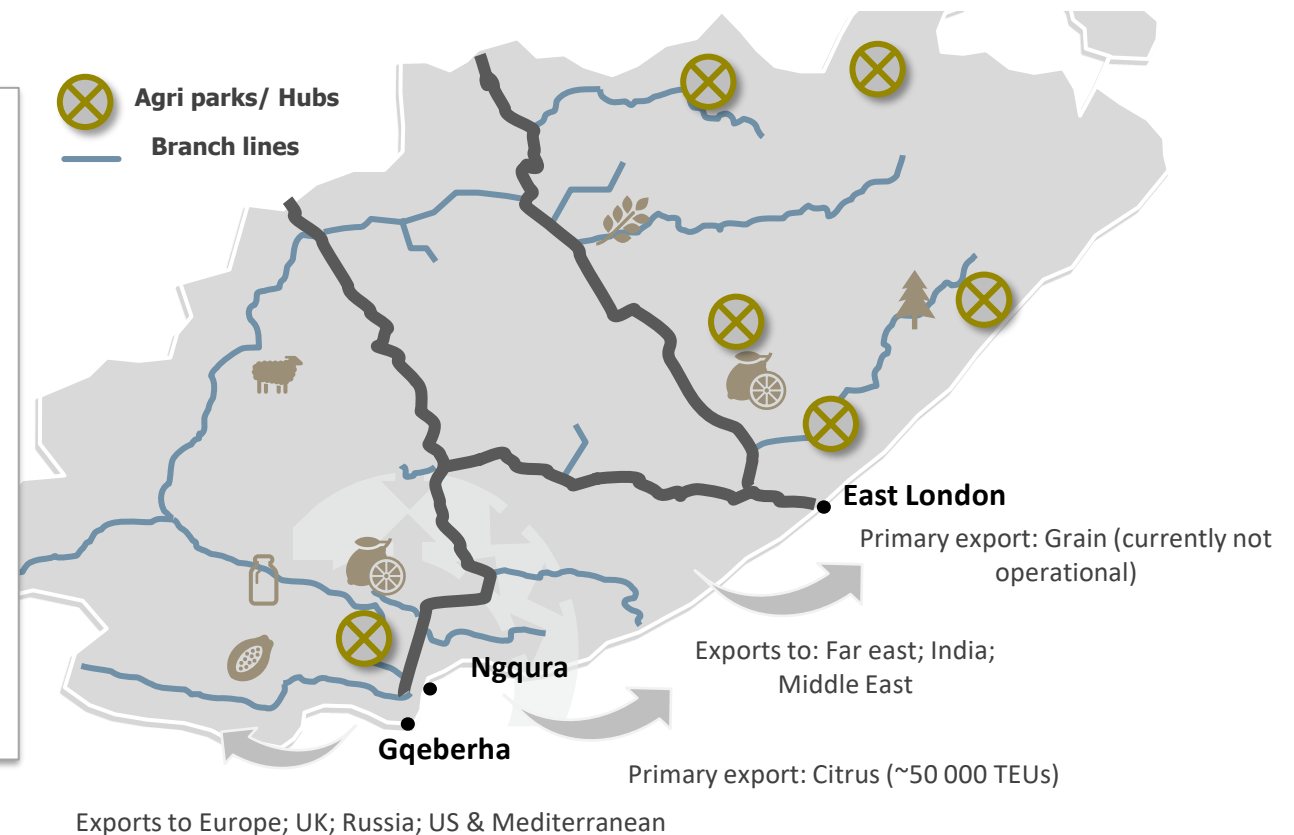 Agri parks/ Hubs
Branch lines
East London
Primary export: Grain (currently not
operational)
Exports to: Far east; India;
Middle East
Ngqura
Gqeberha
Primary export: Citrus (~50 000 TEUs)
Exports to Europe; UK; Russia; US & Mediterranean